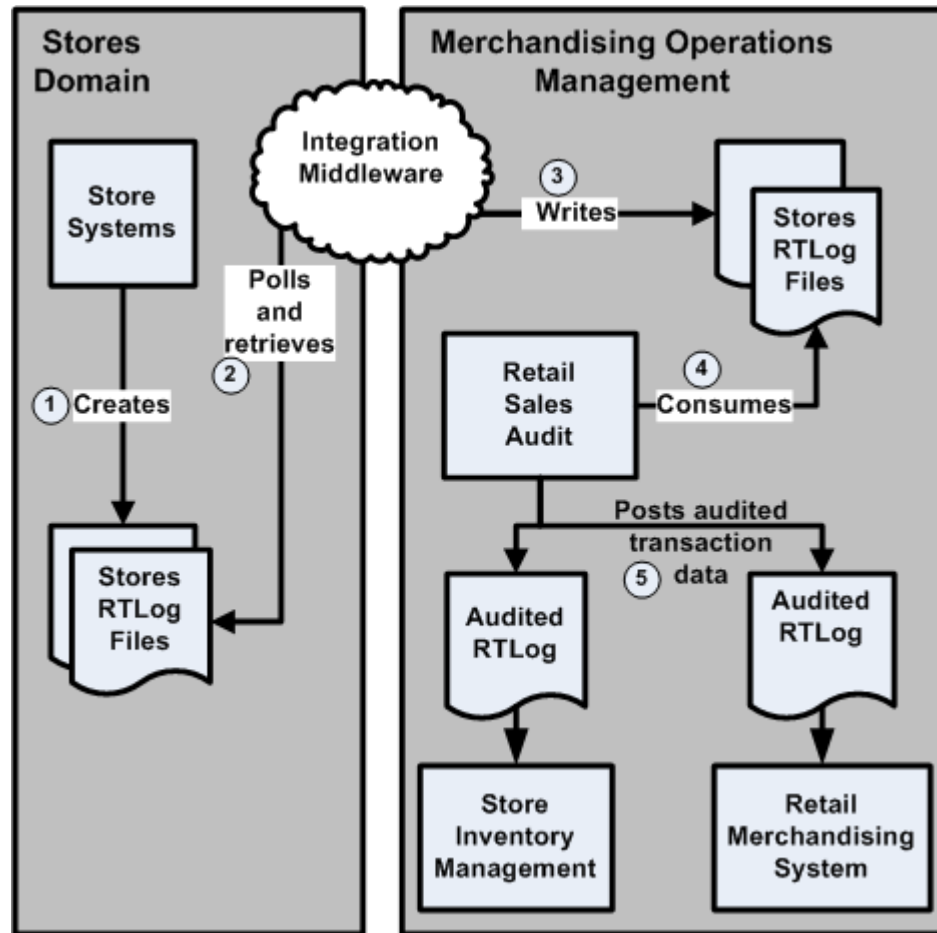 Stores
Domain
Merchandising Operations
Management
Integration
Middleware
Store
Systems
3
Writes
Stores
RTLog
Files
Polls
and
retrieves
2
Retail
Sales
Audit
4
Consumes
1
Creates
Posts audited
transaction
5
data
Stores
RTLog
Files
Audited
RTLog
Audited
RTLog
Store
Inventory
Management
Retail
Merchandising
System